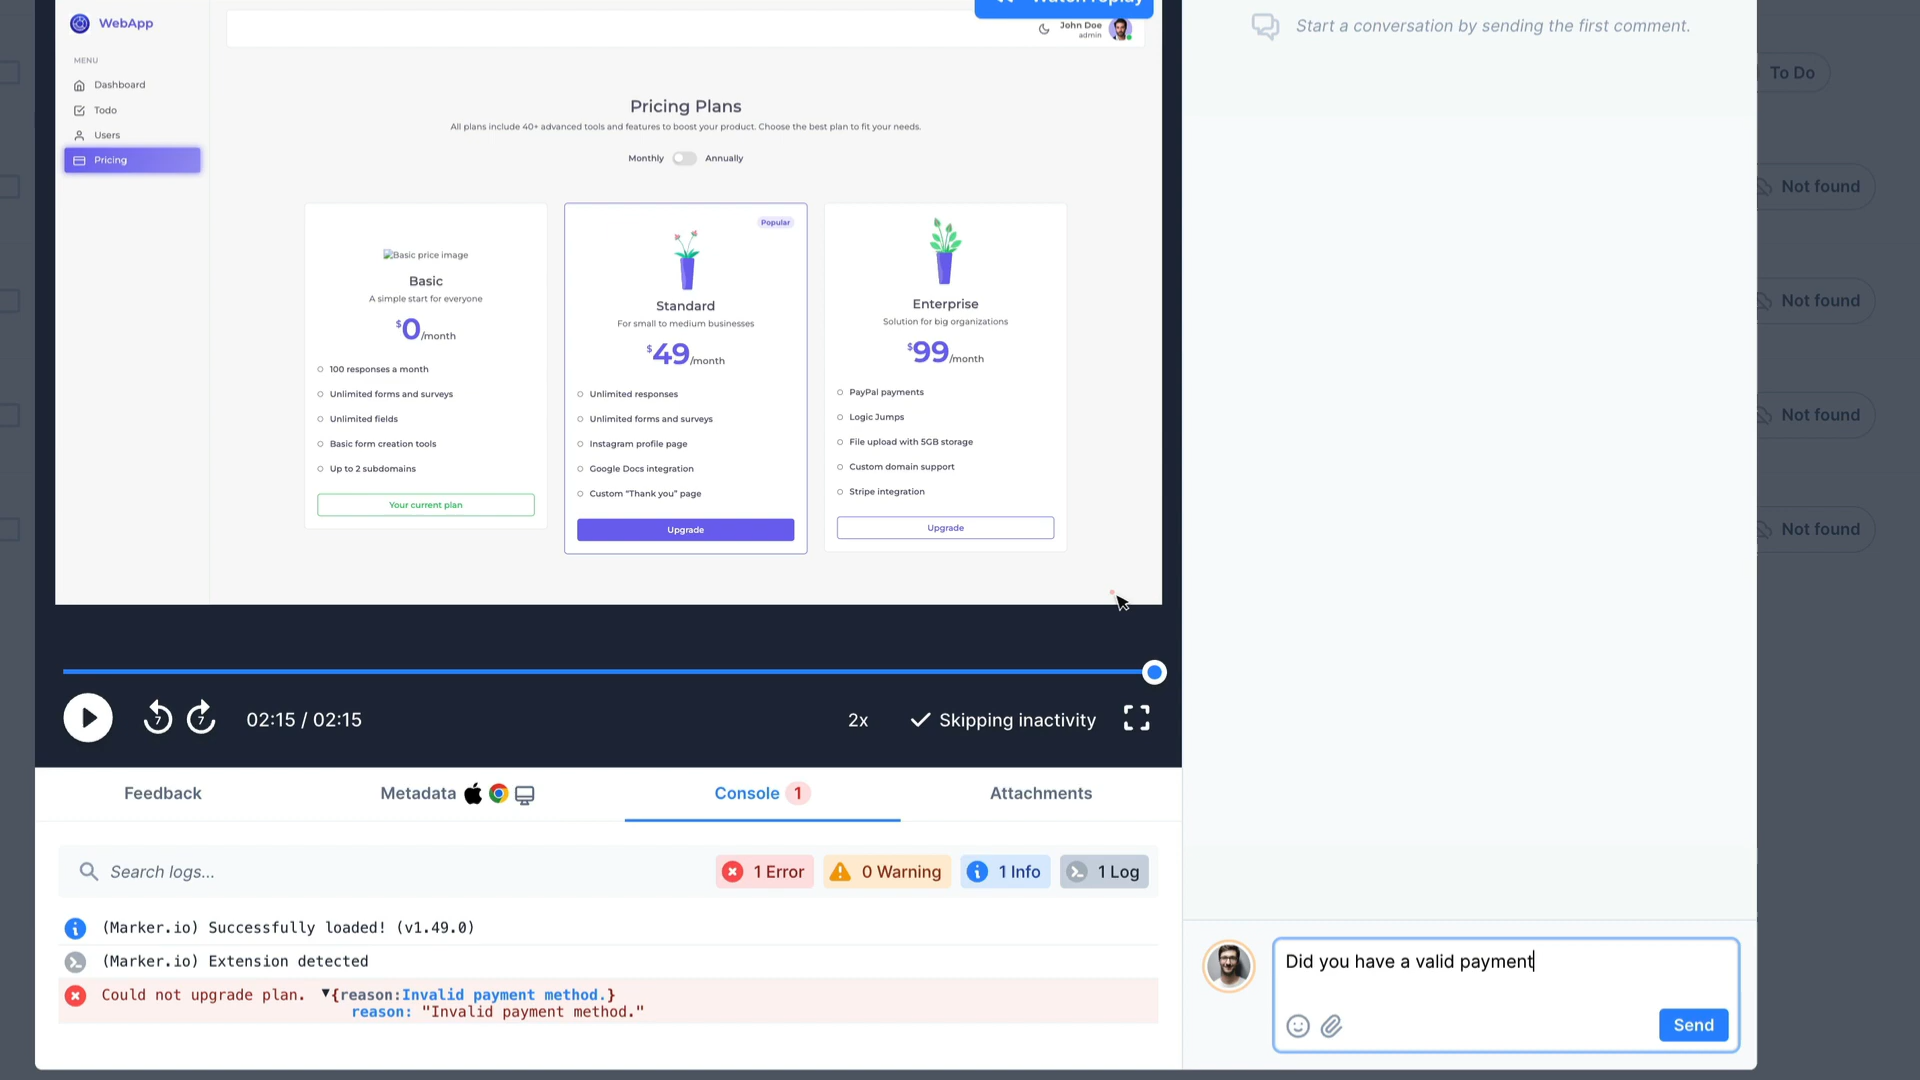 WebApp
MENU
Dashboard
Todo
Users
Pricing
Watch replay
John Doe
admin
Pricing Plans
All plans include 40+ advanced tools and features to boost your product. Choose the best plan to fit your needs.
Monthly Annually
Basic price image
Basic
A simple start for everyone
$0/month
100 responses a month
Unlimited forms and surveys
Unlimited fields
Basic form creation tools
Up to 2 subdomains
Your current plan
Popular
Standard
For small to medium businesses
$49/month
Unlimited responses
Unlimited forms and surveys
Instagram profile page
Google Docs integration
Custom "Thank you" page
Upgrade
Enterprise
Solution for big organizations
$99/month
PayPal payments
Logic Jumps
File upload with 5GB storage
Custom domain support
Stripe integration
Upgrade
7 7 02:15 / 02:15 2x Skipping inactivity
Feedback Metadata Console 1 Attachments
Search logs... 1 Error 0 Warning 1 Info 1 Log
(Marker.io) Successfully loaded! (v1.49.0)
(Marker.io) Extension detected
Could not upgrade plan. ▼{reason:Invalid payment method.}
reason: "Invalid payment method."
Start a conversation by sending the first comment.
Did you have a valid payment
Send
To Do
Not found
Not found
Not found
Not found